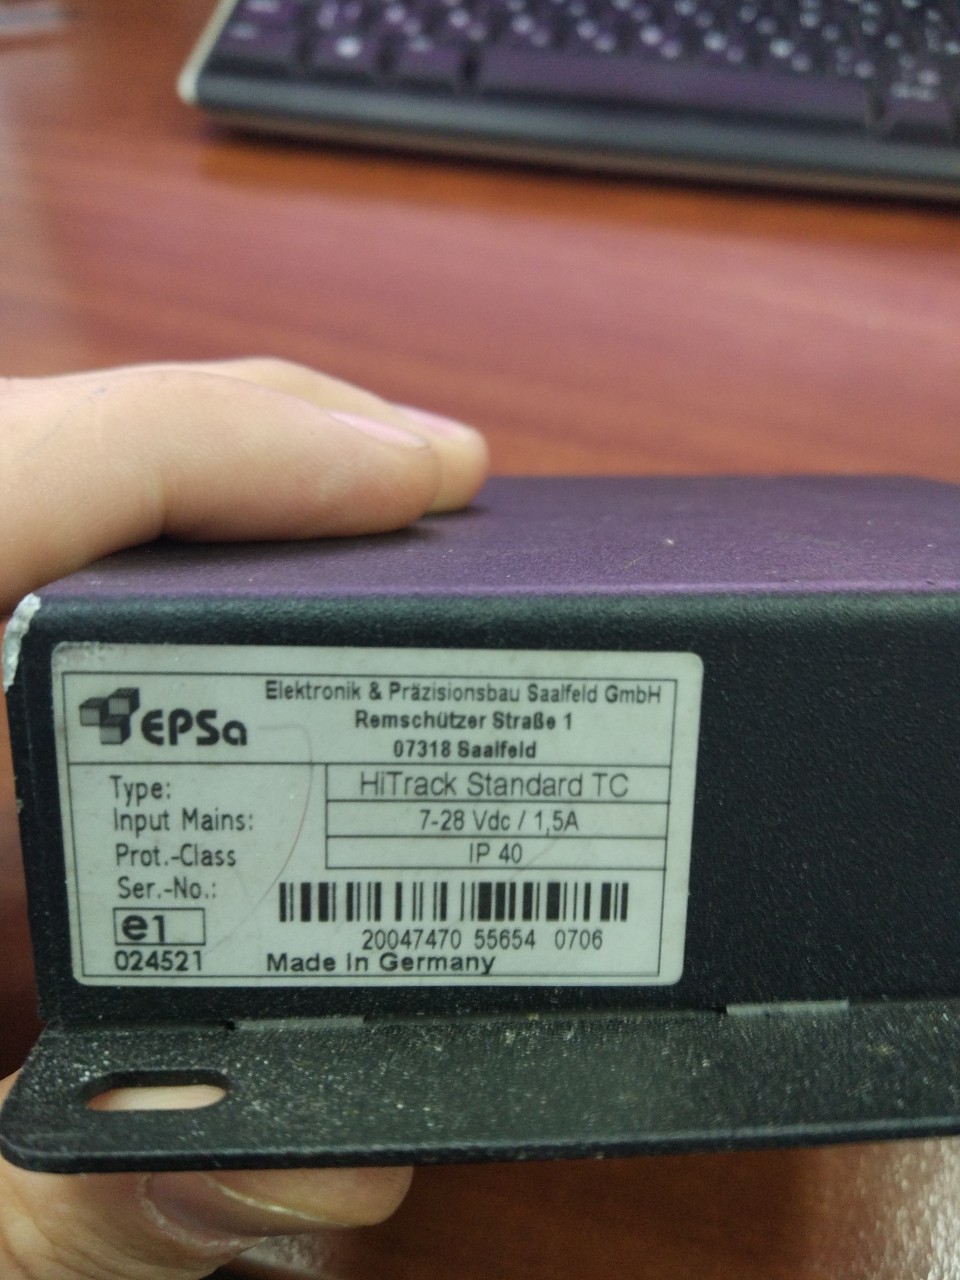 EPSa
Elektronik & Präzisionsbau Saalfeld GmbH
Remschützer Straße 1
07318 Saalfeld
Type: HiTrack Standard TC
Input Mains: 7-28 Vdc / 1,5A
Prot.-Class IP 40
Ser.-No.:
e1
20047470 55654 0706
024521 Made In Germany